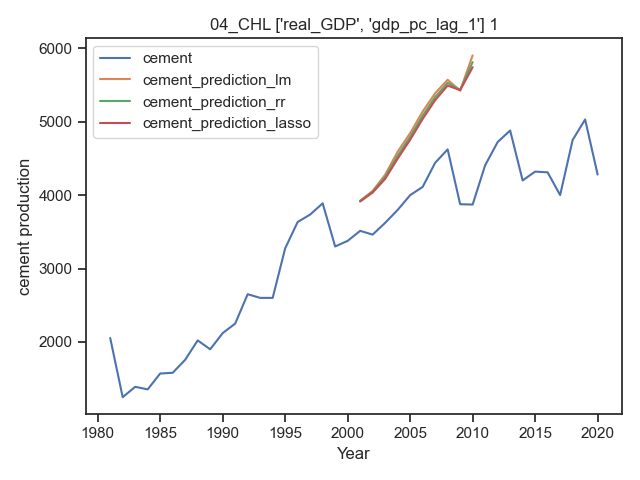 04_CHL ['real_GDP', 'gdp_pc_lag_1'] 1
6000
5000
4000
3000
2000
cement production
cement
cement_prediction_lm
cement_prediction_rr
cement_prediction_lasso
1980 1985 1990 1995 2000 2005 2010 2015 2020
Year